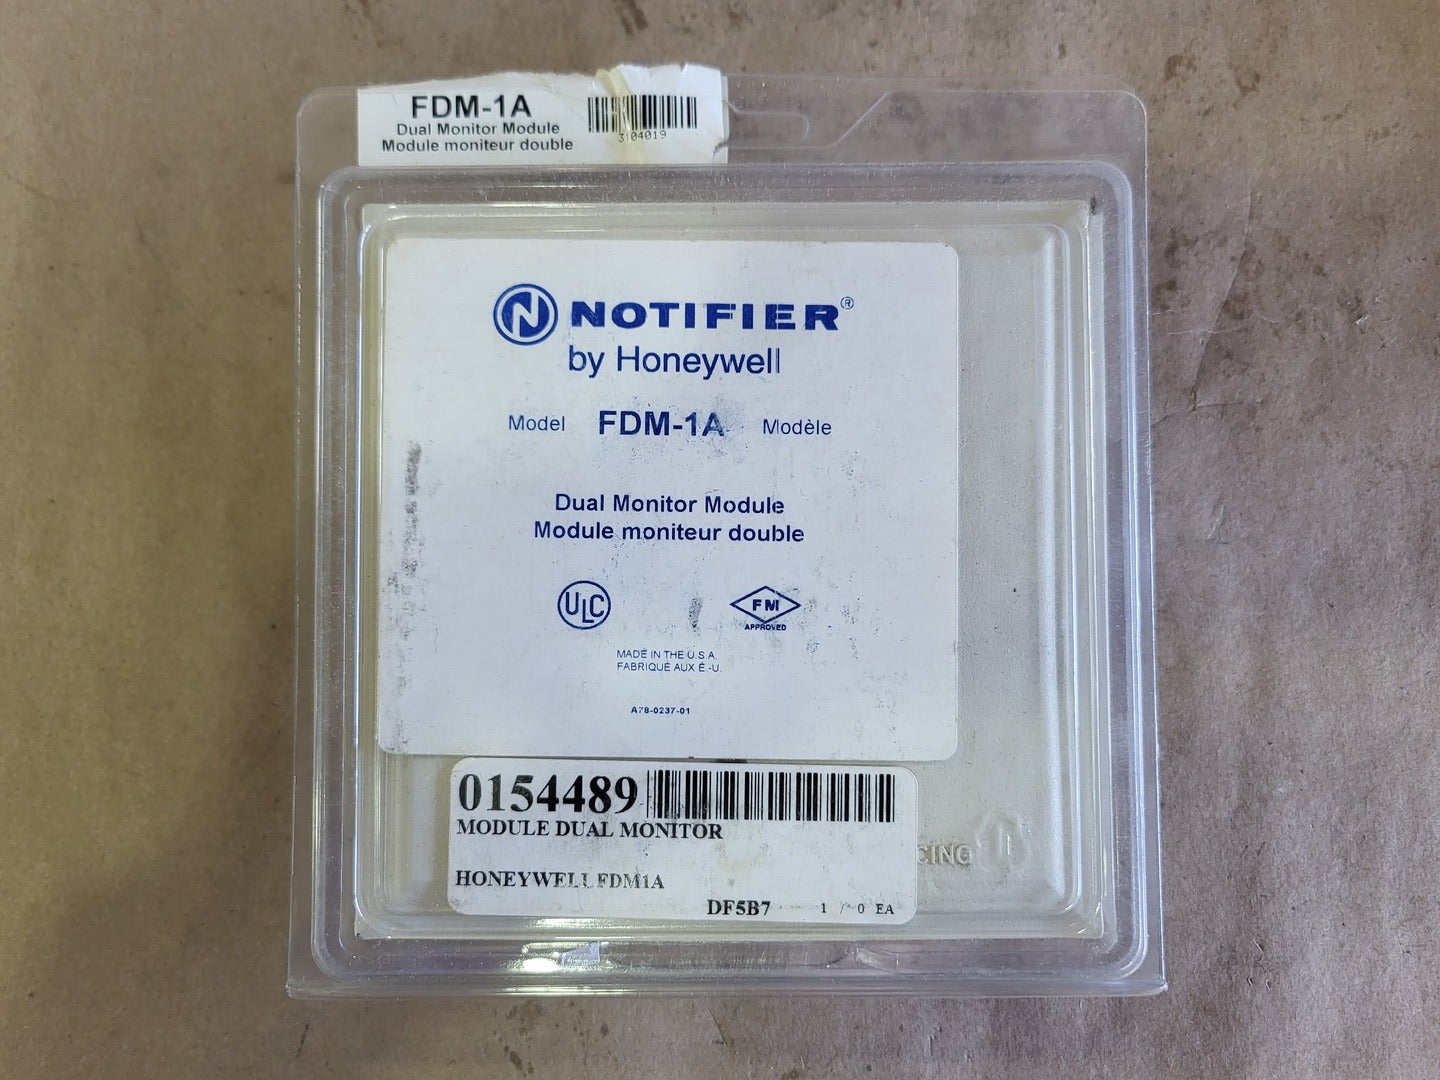 FDM-1A
Dual Monitor Module
Module moniteur double
3104019
N NOTIFIER®
by Honeywell
Model FDM-1A Modèle
Dual Monitor Module
Module moniteur double
ULC
FM
APPROVED
MADE IN THE U.S.A.
FABRIQUÉ AUX É.-U.
A78-0237-01
0154489
MODULE DUAL MONITOR
HONEYWELL FDM1A
DF5B7 1 / 0 EA